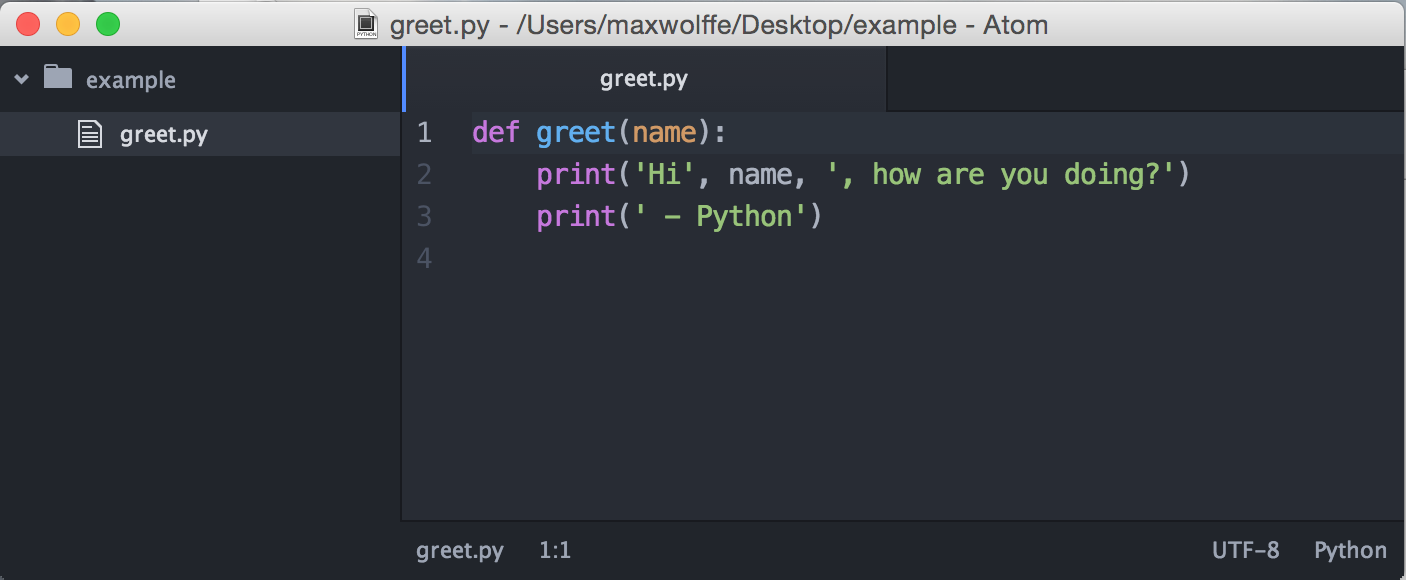 greet.py - /Users/maxwolffe/Desktop/example - Atom
example
greet.py
greet.py
1 def greet(name):
2     print('Hi', name, ', how are you doing?')
3     print(' - Python')
4
greet.py 1:1 UTF-8 Python